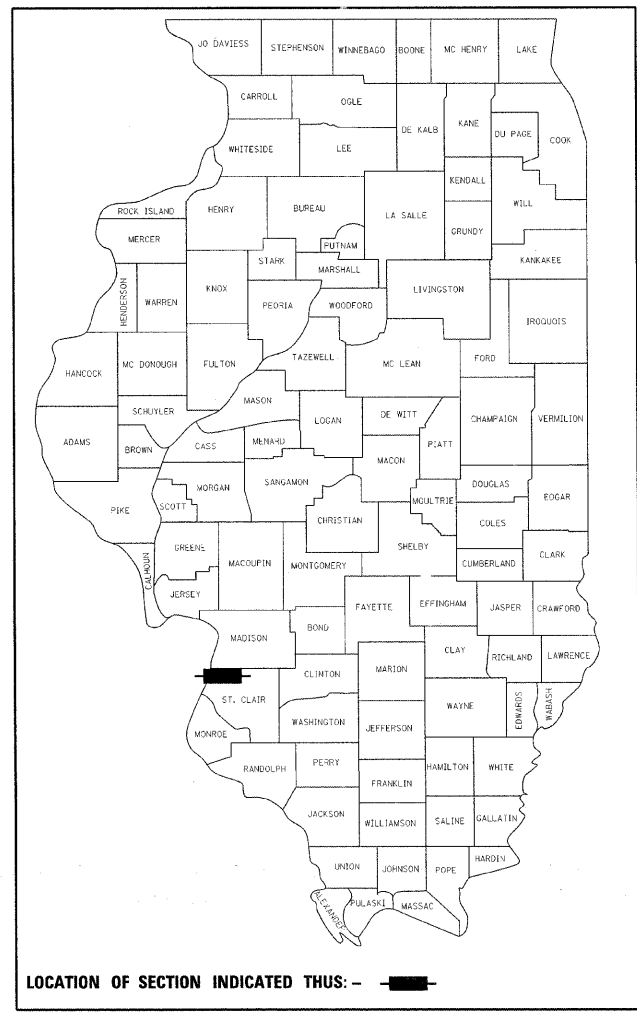 JO DAVIESS STEPHENSON WINNEBAGO BOONE MC HENRY LAKE
CARROLL OGLE
DE KALB KANE DU PAGE COOK
WHITESIDE LEE
KENDALL WILL
ROCK ISLAND HENRY BUREAU LA SALLE
MERCER PUTNAM GRUNDY
STARK MARSHALL KANKAKEE
HENDERSON WARREN KNOX PEORIA WOODFORD LIVINGSTON
IROQUOIS
TAZEWELL MC LEAN FORD
HANCOCK MC DONOUGH FULTON
MASON
SCHUYLER LOGAN DE WITT CHAMPAIGN VERMILION
ADAMS BROWN CASS MENARD PIATT
MACON
MORGAN SANGAMON DOUGLAS
PIKE SCOTT MOULTRIE EDGAR
CHRISTIAN COLES
GREENE SHELBY
CALHOUN MACOUPIN MONTGOMERY CUMBERLAND CLARK
JERSEY FAYETTE EFFINGHAM JASPER CRAWFORD
MADISON BOND
CLAY RICHLAND LAWRENCE
CLINTON MARION
ST. CLAIR WAYNE EDWARDS WABASH
WASHINGTON JEFFERSON
MONROE
RANDOLPH PERRY HAMILTON WHITE
FRANKLIN
JACKSON WILLIAMSON SALINE GALLATIN
HARDIN
UNION JOHNSON POPE
ALEXANDER PULASKI MASSAC
LOCATION OF SECTION INDICATED THUS: –